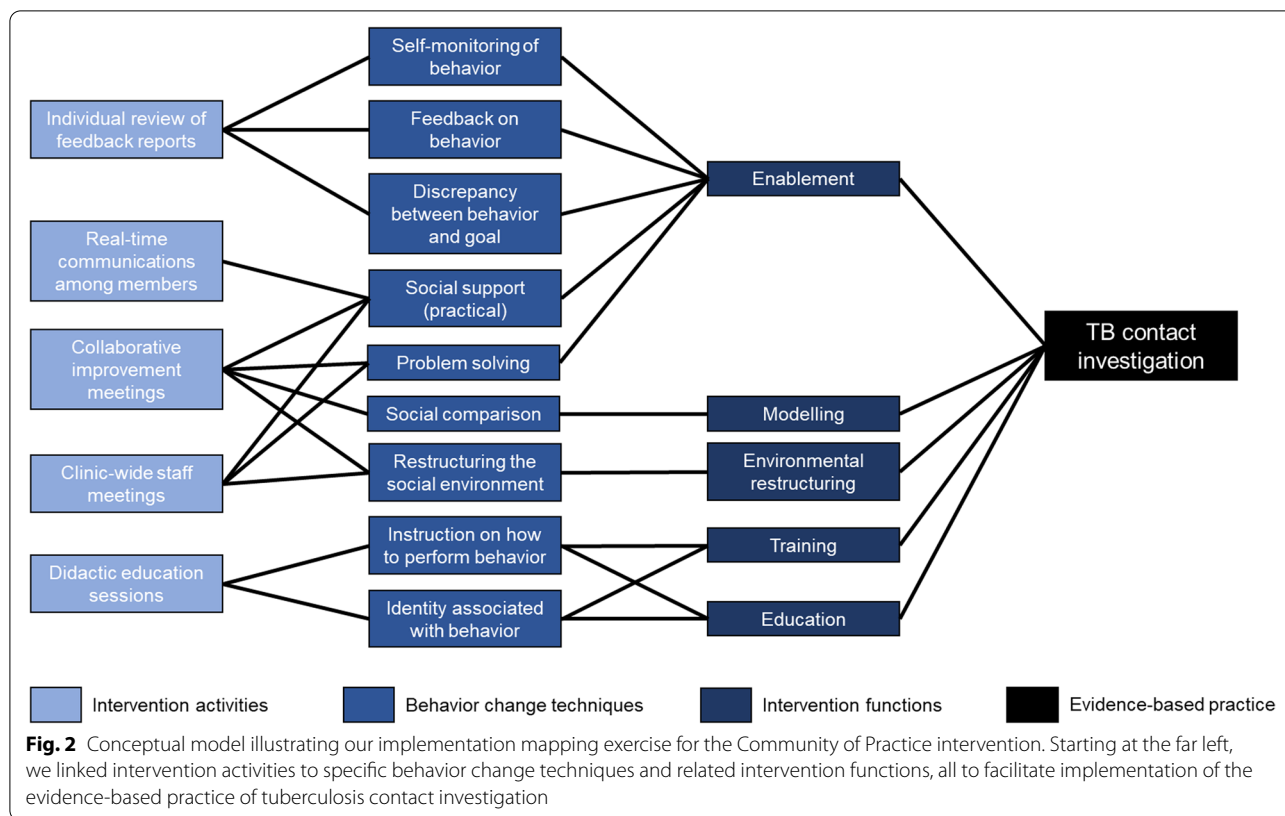 Individual review of
feedback reports
Real-time
communications
among members
Collaborative
improvement
meetings
Clinic-wide staff
meetings
Didactic education
sessions
Self-monitoring of
behavior
Feedback on
behavior
Discrepancy
between behavior
and goal
Social support
(practical)
Problem solving
Social comparison
Restructuring the
social environment
Instruction on how
to perform behavior
Identity associated
with behavior
Enablement
Modelling
Environmental
restructuring
Training
Education
TB contact
investigation
Intervention activities
Behavior change techniques
Intervention functions
Evidence-based practice
Fig. 2 Conceptual model illustrating our implementation mapping exercise for the Community of Practice intervention. Starting at the far left,
we linked intervention activities to specific behavior change techniques and related intervention functions, all to facilitate implementation of the
evidence-based practice of tuberculosis contact investigation